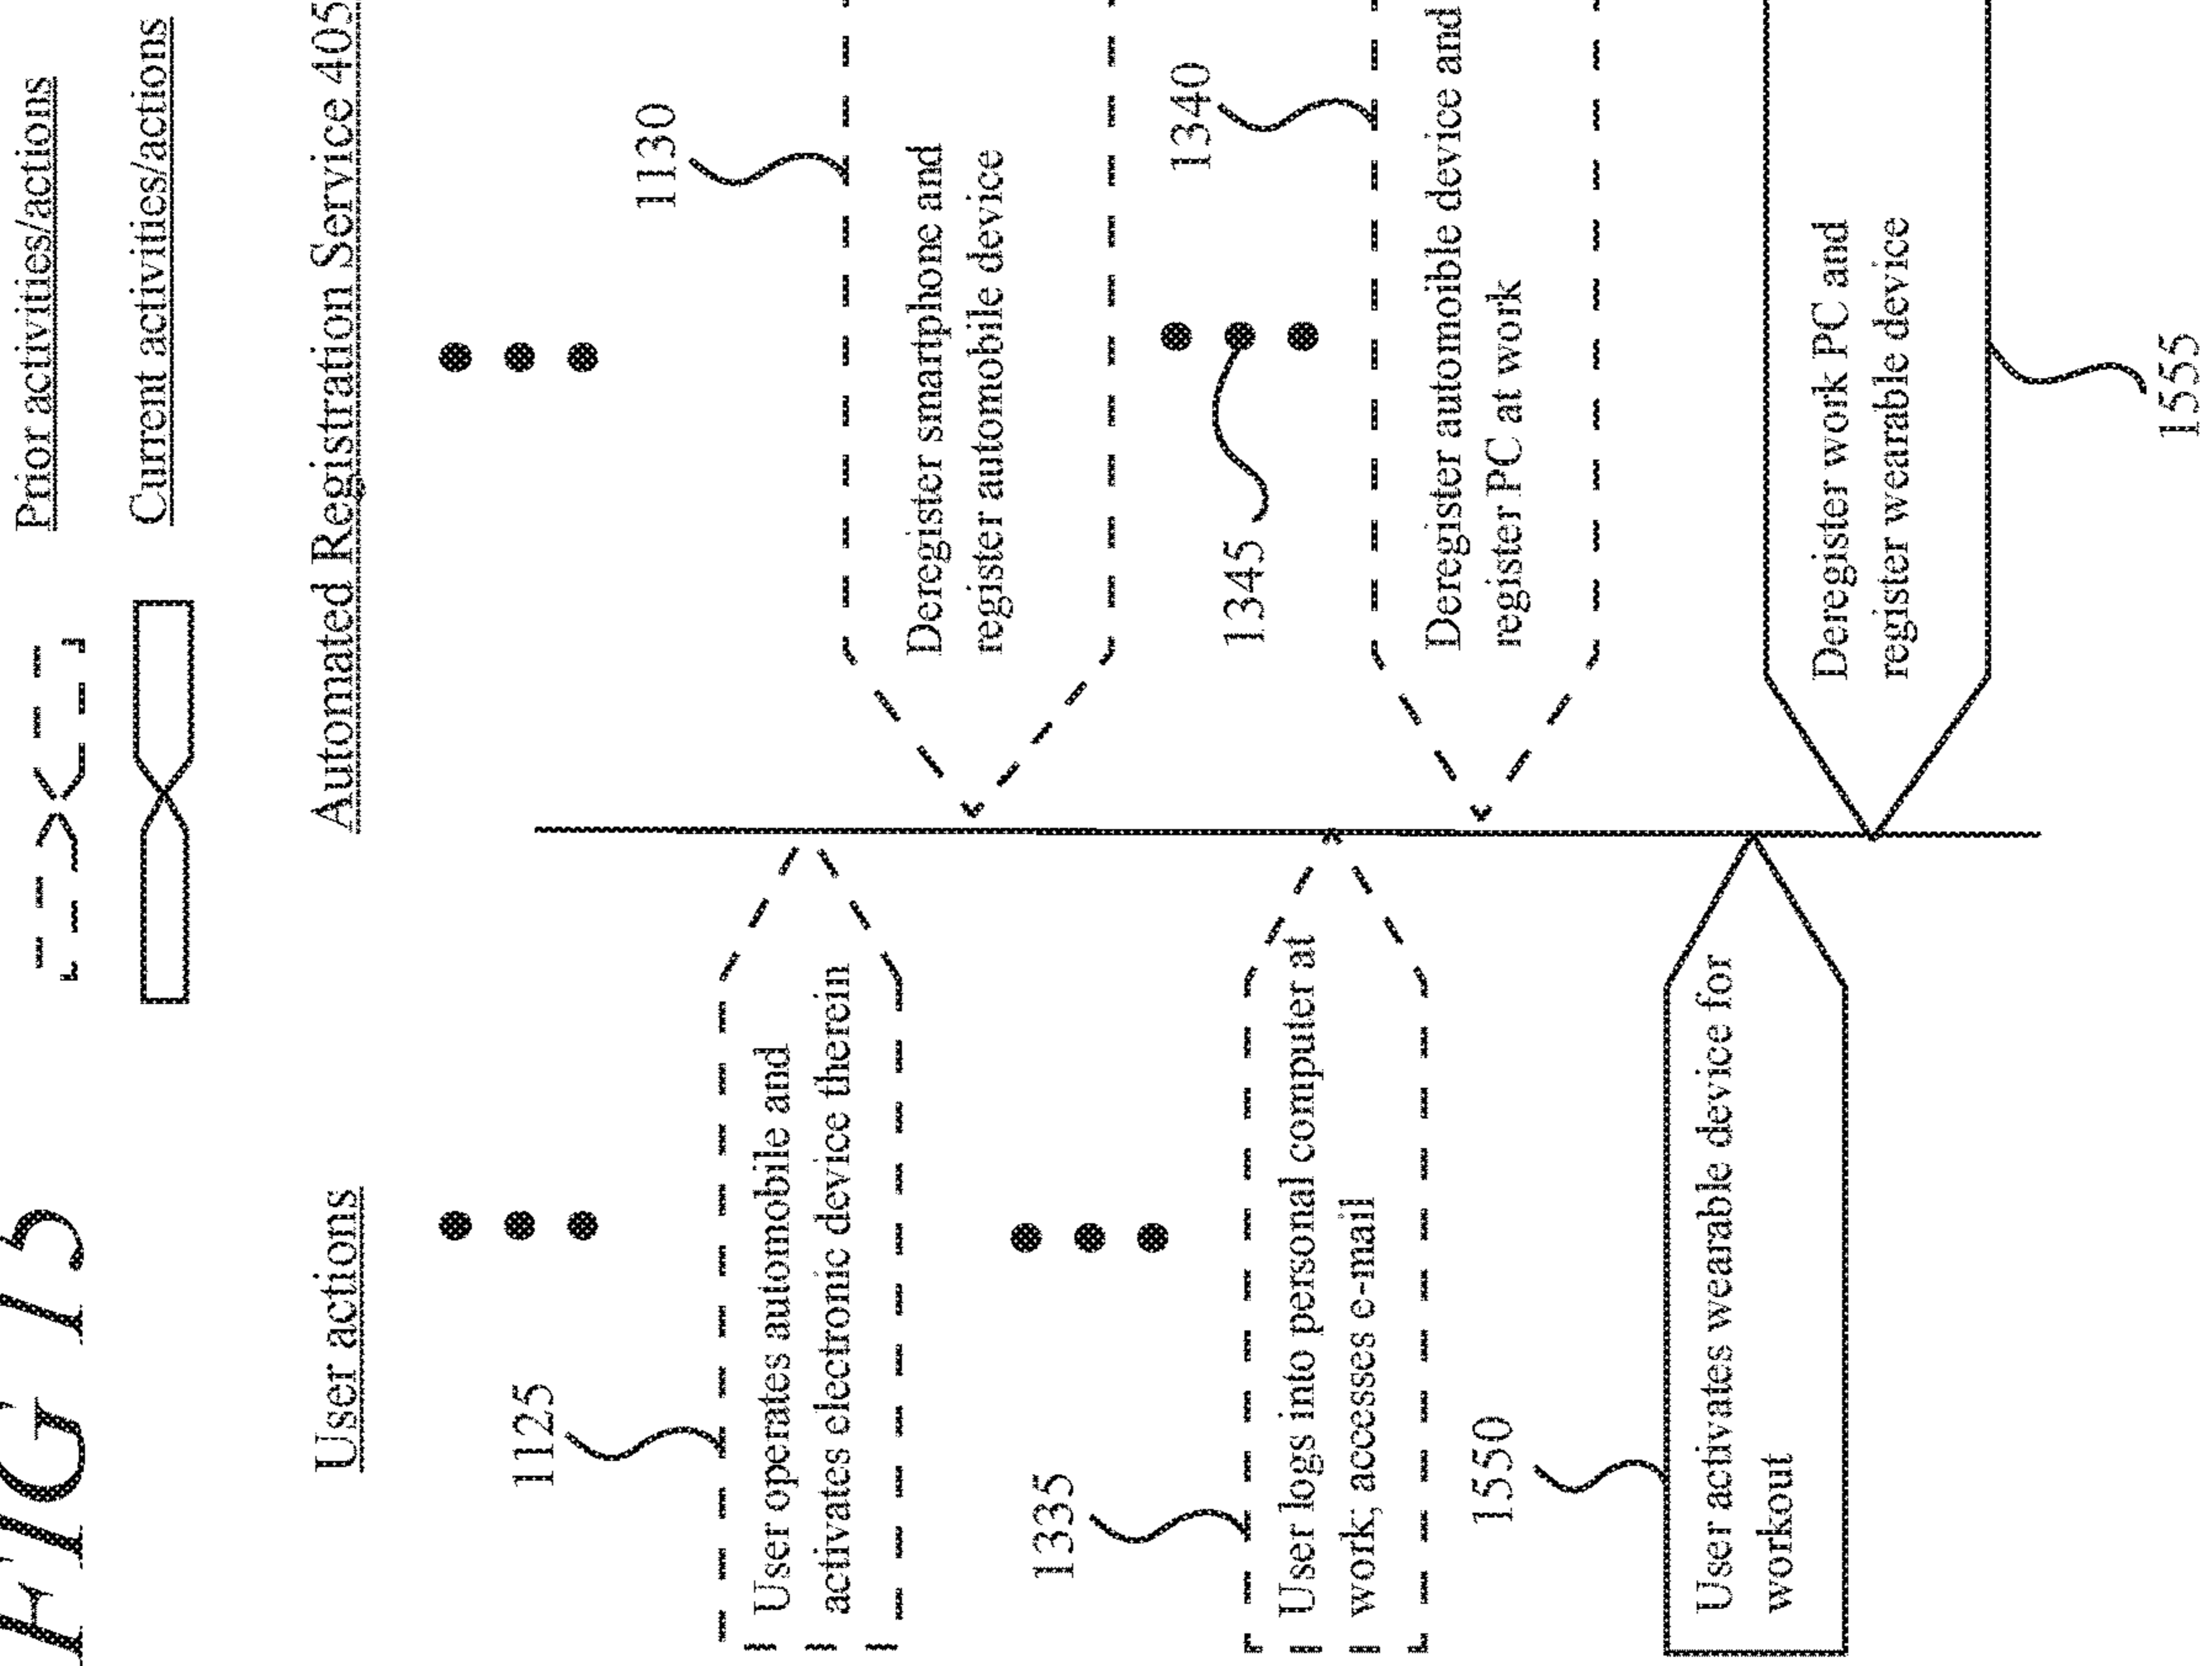 FIG 15
Prior activities/actions
Current activities/actions
User actions
Automated Registration Service 405
1125
User operates automobile and
activates electronic device therein
1130
Deregister smartphone and
register automobile device
1335
User logs into personal computer at
work; accesses e-mail
1345
1340
Deregister automoible device and
register PC at work
1550
User activates wearable device for
workout
Deregister work PC and
register wearable device
1555